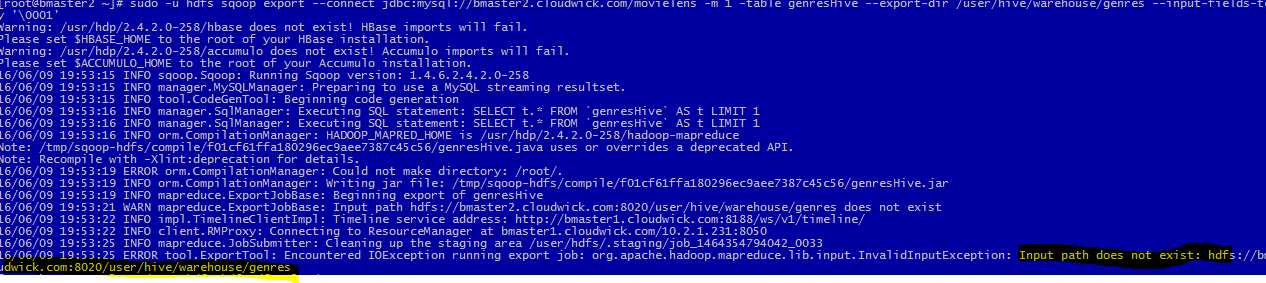 [root@bmaster2 ~]# sudo -u hdfs sqoop export --connect jdbc:mysql://bmaster2.cloudwick.com/movielens -m 1 -table genresHive --export-dir /user/hive/warehouse/genres --input-fields-te
y '\0001'
Warning: /usr/hdp/2.4.2.0-258/hbase does not exist! HBase imports will fail.
Please set $HBASE_HOME to the root of your HBase installation.
Warning: /usr/hdp/2.4.2.0-258/accumulo does not exist! Accumulo imports will fail.
Please set $ACCUMULO_HOME to the root of your Accumulo installation.
16/06/09 19:53:15 INFO sqoop.Sqoop: Running Sqoop version: 1.4.6.2.4.2.0-258
16/06/09 19:53:15 INFO manager.MySQLManager: Preparing to use a MySQL streaming resultset.
16/06/09 19:53:15 INFO tool.CodeGenTool: Beginning code generation
16/06/09 19:53:16 INFO manager.SqlManager: Executing SQL statement: SELECT t.* FROM `genresHive` AS t LIMIT 1
16/06/09 19:53:16 INFO manager.SqlManager: Executing SQL statement: SELECT t.* FROM `genresHive` AS t LIMIT 1
16/06/09 19:53:16 INFO orm.CompilationManager: HADOOP_MAPRED_HOME is /usr/hdp/2.4.2.0-258/hadoop-mapreduce
Note: /tmp/sqoop-hdfs/compile/f01cf61ffa180296ec9aee7387c45c56/genresHive.java uses or overrides a deprecated API.
Note: Recompile with -Xlint:deprecation for details.
16/06/09 19:53:19 ERROR orm.CompilationManager: Could not make directory: /root/.
16/06/09 19:53:19 INFO orm.CompilationManager: Writing jar file: /tmp/sqoop-hdfs/compile/f01cf61ffa180296ec9aee7387c45c56/genresHive.jar
16/06/09 19:53:19 INFO mapreduce.ExportJobBase: Beginning export of genresHive
16/06/09 19:53:21 WARN mapreduce.ExportJobBase: Input path hdfs://bmaster2.cloudwick.com:8020/user/hive/warehouse/genres does not exist
16/06/09 19:53:22 INFO impl.TimelineClientImpl: Timeline service address: http://bmaster1.cloudwick.com:8188/ws/v1/timeline/
16/06/09 19:53:22 INFO client.RMProxy: Connecting to ResourceManager at bmaster1.cloudwick.com/10.2.1.231:8050
16/06/09 19:53:25 INFO mapreduce.JobSubmitter: Cleaning up the staging area /user/hdfs/.staging/job_1464354794042_0033
16/06/09 19:53:25 ERROR tool.ExportTool: Encountered IOException running export job: org.apache.hadoop.mapreduce.lib.input.InvalidInputException: Input path does not exist: hdfs://bm
udwick.com:8020/user/hive/warehouse/genres